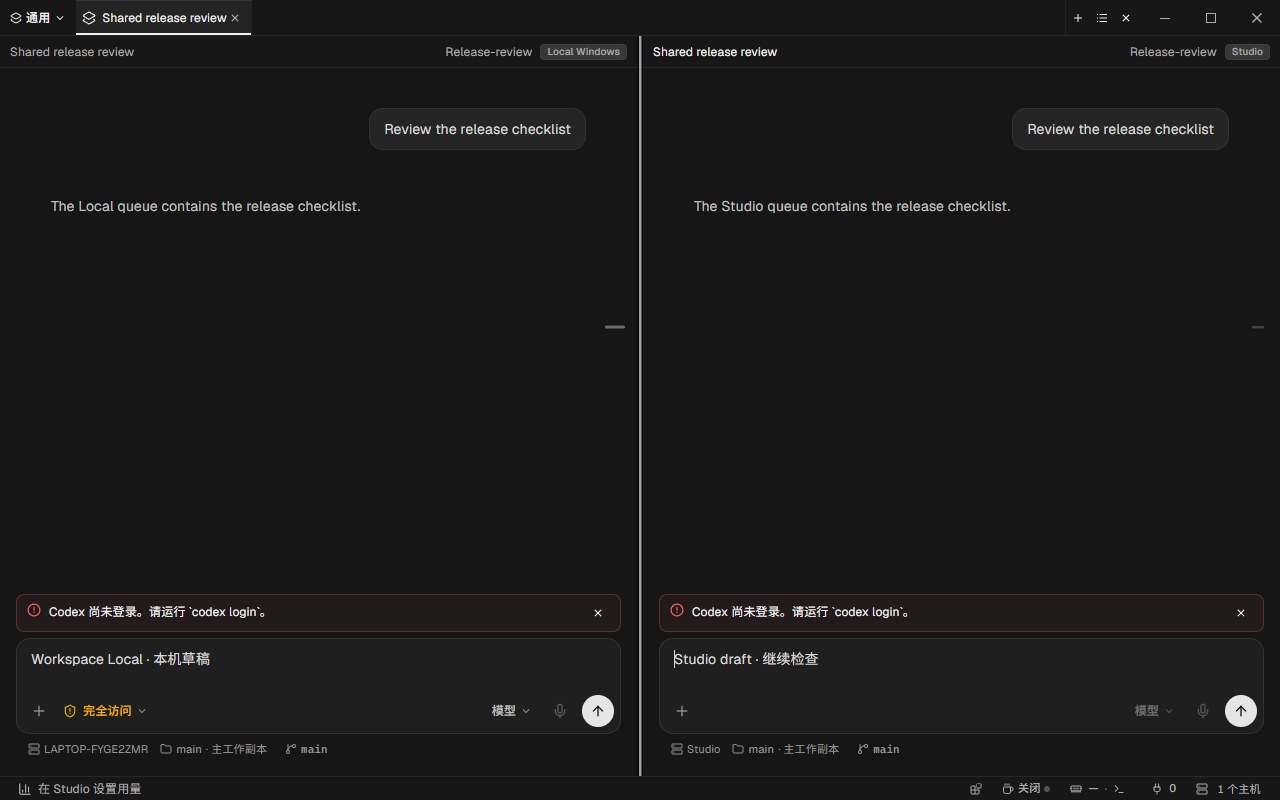 通用
Shared release review
Shared release review
Release-review
Local Windows
Shared release review
Release-review
Studio
Review the release checklist
Review the release checklist
The Local queue contains the release checklist.
The Studio queue contains the release checklist.
Codex 尚未登录。请运行 `codex login`。
Codex 尚未登录。请运行 `codex login`。
Workspace Local · 本机草稿
Studio draft · 继续检查
完全访问
模型
模型
LAPTOP-FYGE2ZMR
main · 主工作副本
main
Studio
main · 主工作副本
main
在 Studio 设置用量
关闭
— ·
0
1 个主机